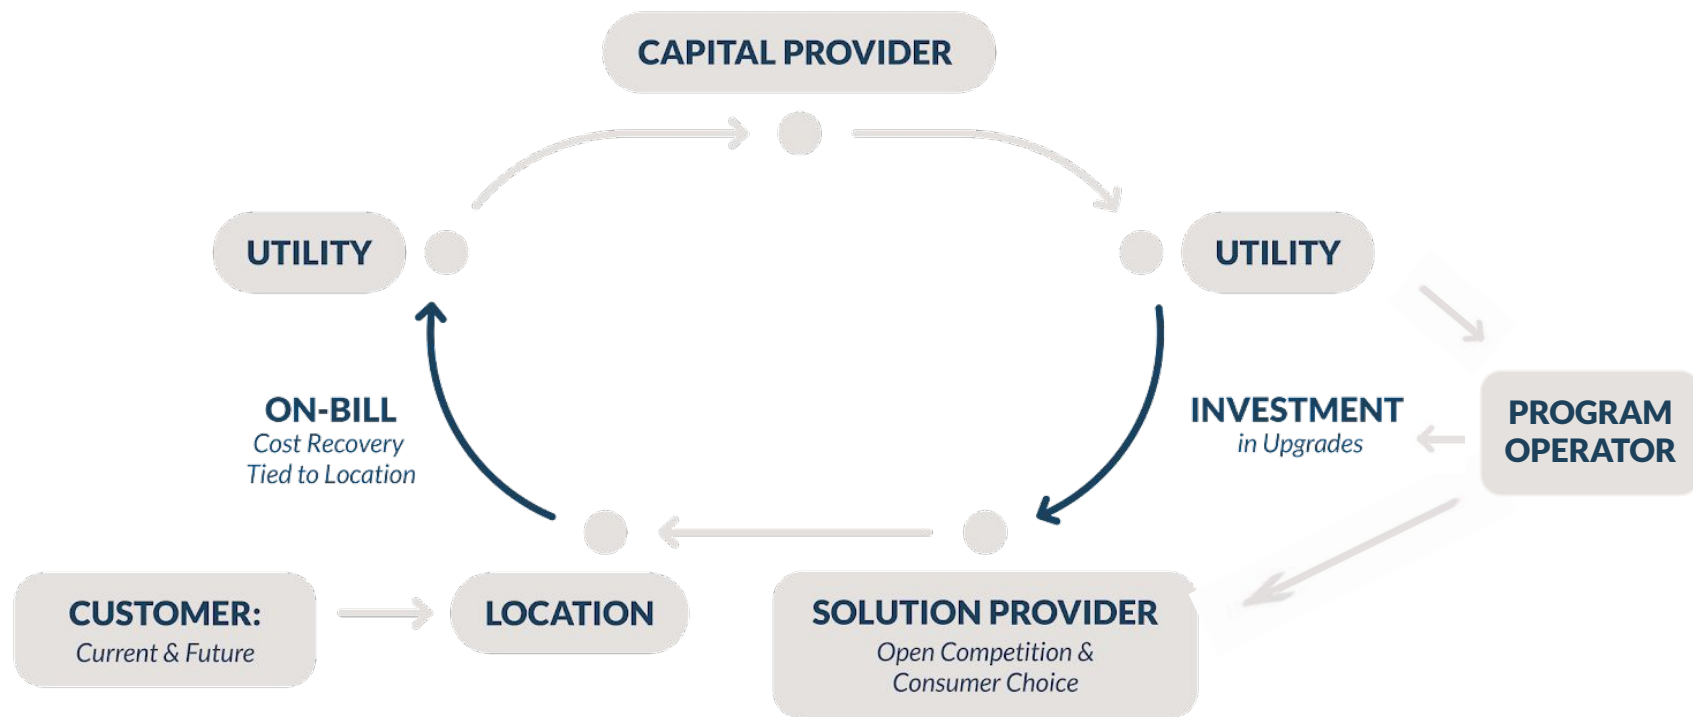 CAPITAL PROVIDER
UTILITY
UTILITY
ON-BILL
Cost Recovery
Tied to Location
INVESTMENT
in Upgrades
PROGRAM
OPERATOR
CUSTOMER:
Current & Future
LOCATION
SOLUTION PROVIDER
Open Competition &
Consumer Choice